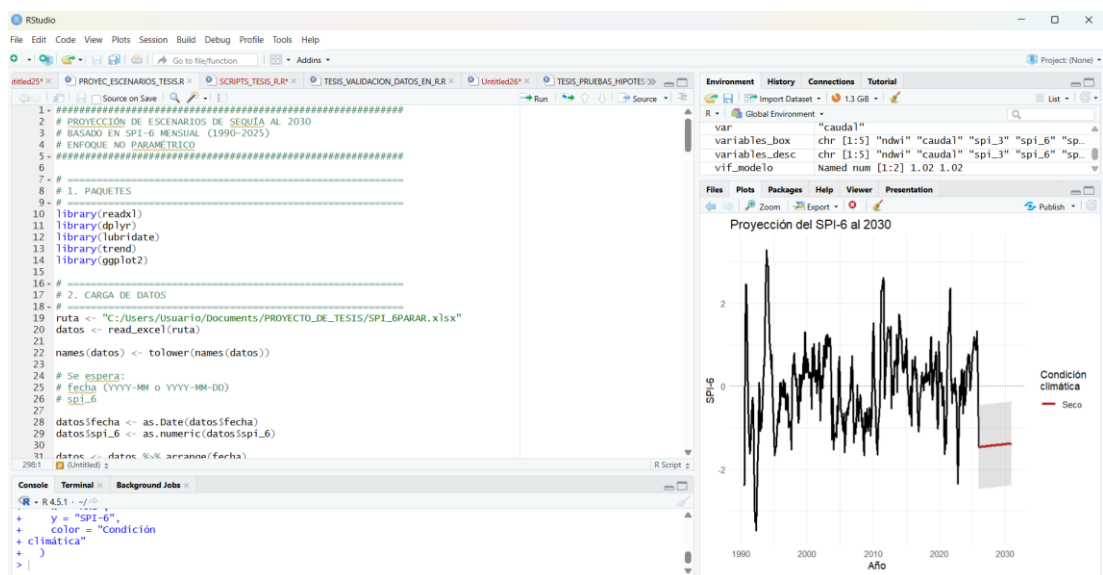 RStudio
File Edit Code View Plots Session Build Debug Profile Tools Help
Go to file/function Addins
Project: (None)
ntitled25* PROYEC_ESCENARIOS_TESIS.R SCRIPTS_TESIS_R.R* TESIS_VALIDACION_DATOS_EN_R.R Untitled26* TESIS_PRUEBAS_HIPOTES
Source on Save Run Source
1 ############################################################
2 # PROYECCIÓN DE ESCENARIOS DE SEQUÍA AL 2030
3 # BASADO EN SPI-6 MENSUAL (1990-2025)
4 # ENFOQUE NO PARAMÉTRICO
5 ############################################################
6
7 # ==========================================================
8 # 1. PAQUETES
9 # ==========================================================
10 library(readxl)
11 library(dplyr)
12 library(lubridate)
13 library(trend)
14 library(ggplot2)
15
16 # ==========================================================
17 # 2. CARGA DE DATOS
18 # ==========================================================
19 ruta <- "C:/Users/Usuario/Documents/PROYECTO_DE_TESIS/SPI_6PARAR.xlsx"
20 datos <- read_excel(ruta)
21
22 names(datos) <- tolower(names(datos))
23
24 # Se espera:
25 # fecha (YYYY-MM o YYYY-MM-DD)
26 # spi_6
27
28 datos$fecha <- as.Date(datos$fecha)
29 datos$spi_6 <- as.numeric(datos$spi_6)
30
31 datos <- datos %>% arrange(fecha)
298:1 (Untitled) R Script
Console Terminal Background Jobs
R 4.5.1 · ~/
+ y = "SPI-6",
+ color = "Condición
+ climática"
+ )
>
Environment History Connections Tutorial
Import Dataset 1.3 GiB List
R Global Environment
var "caudal"
variables_box chr [1:5] "ndwi" "caudal" "spi_3" "spi_6" "sp…
variables_desc chr [1:5] "ndwi" "caudal" "spi_3" "spi_6" "sp…
vif_modelo Named num [1:2] 1.02 1.02
Files Plots Packages Help Viewer Presentation
Zoom Export Publish
Proyección del SPI-6 al 2030
SPI-6
2
0
-2
1990 2000 2010 2020 2030
Año
Condición
climática
Seco